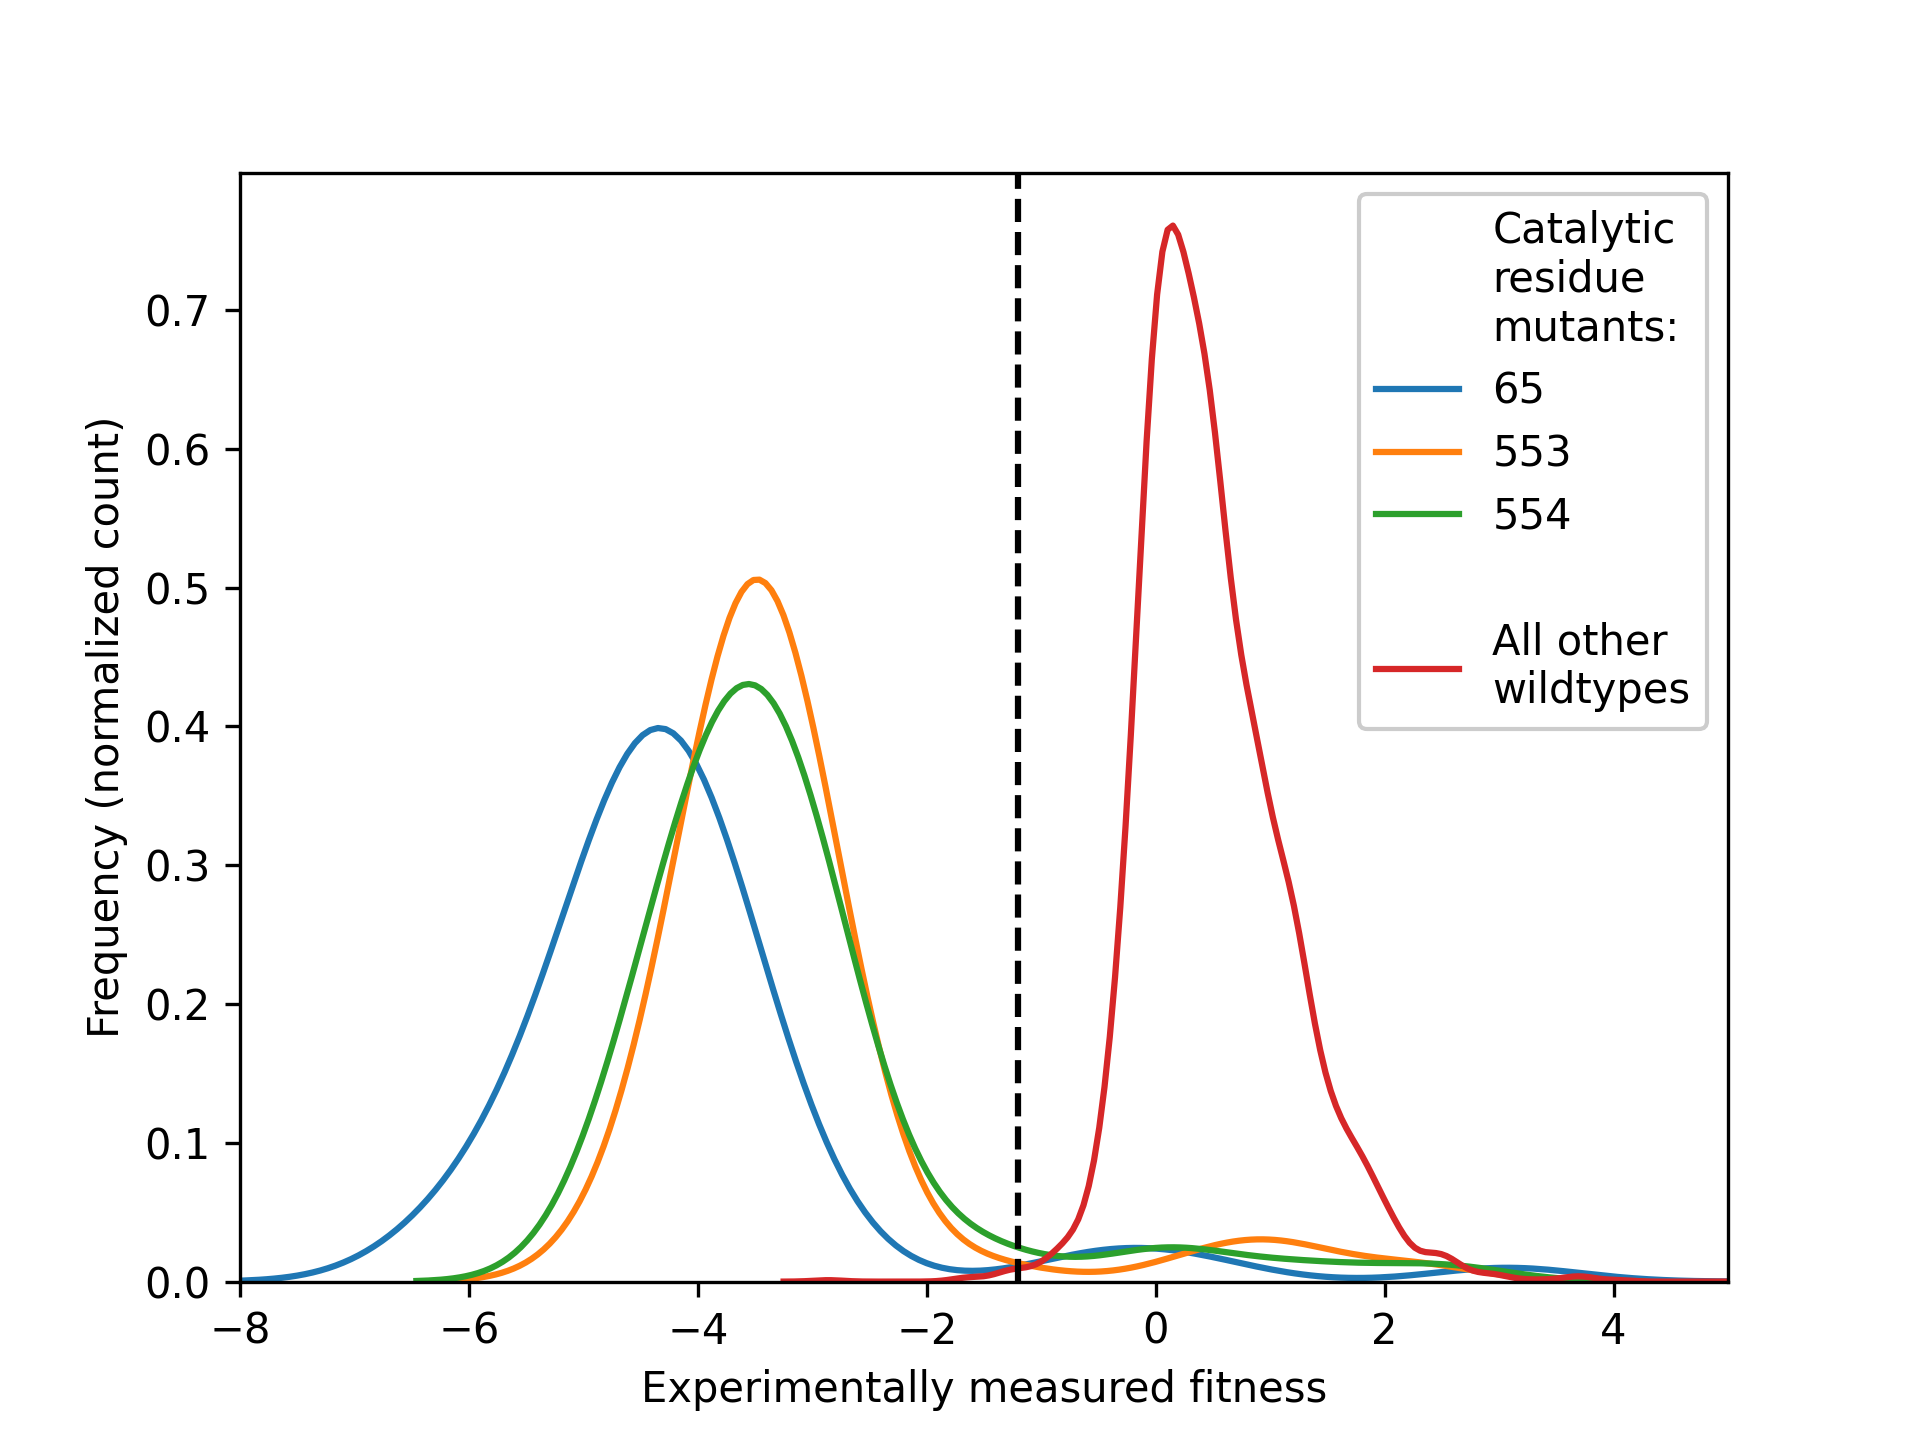 Catalytic
residue
mutants:
65
553
554
All other
wildtypes
Frequency (normalized count)
0.7
0.6
0.5
0.4
0.3
0.2
0.1
0.0
−8 −6 −4 −2 0 2 4
Experimentally measured fitness